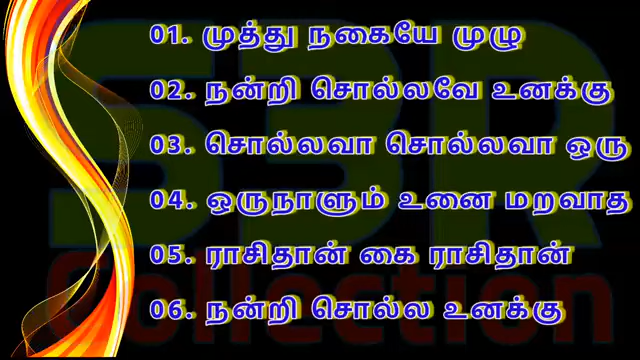 SBR
Collection
01. முத்து நகையே முழு
02. நன்றி சொல்லவே உனக்கு
03. சொல்லவா சொல்லவா ஒரு
04. ஒருநாளும் உனை மறவாத
05. ராசிதான் கை ராசிதான்
06. நன்றி சொல்ல உனக்கு